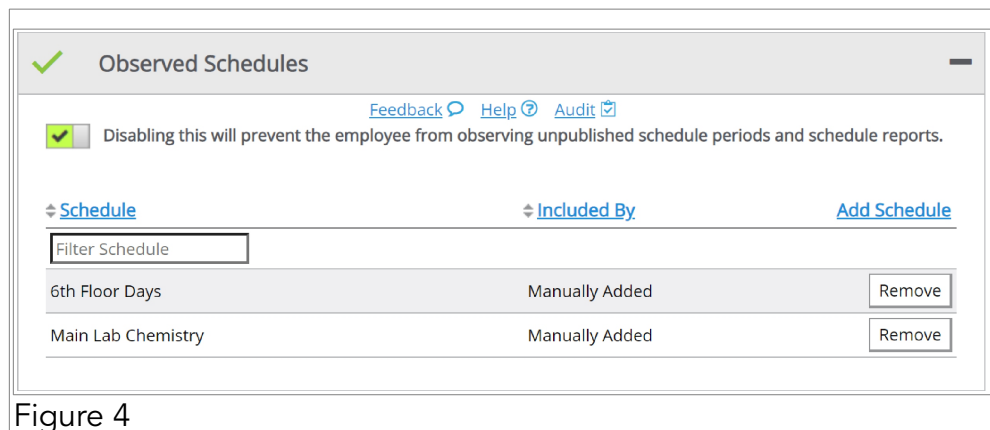 Observed Schedules
Feedback Help Audit
Disabling this will prevent the employee from observing unpublished schedule periods and schedule reports.
Schedule Included By Add Schedule
Filter Schedule
6th Floor Days Manually Added Remove
Main Lab Chemistry Manually Added Remove
Figure 4